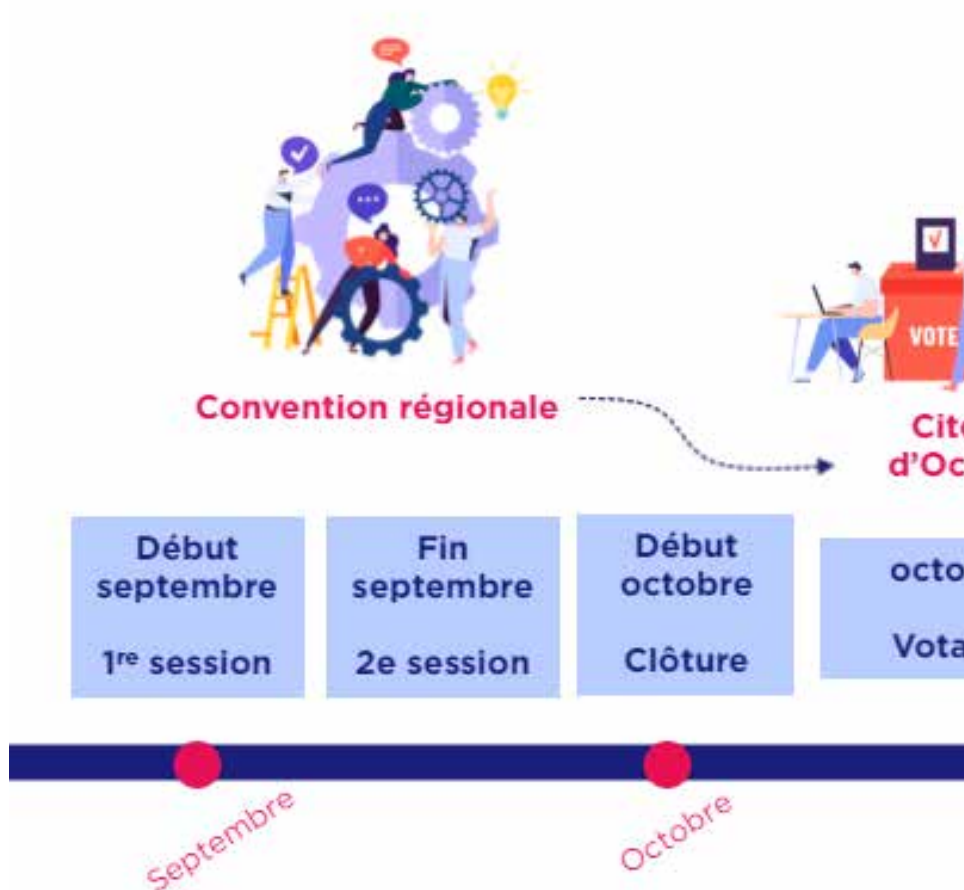 VOTE
Convention régionale
Début
septembre
1re session
Fin
septembre
2e session
Début
octobre
Clôture
Septembre
Octobre